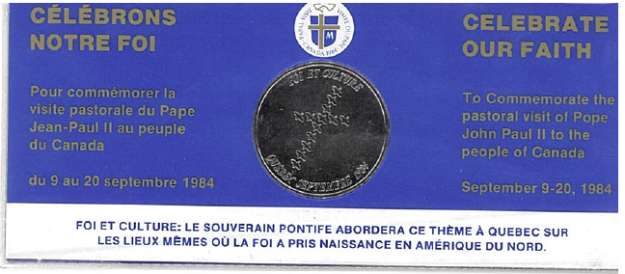 CÉLÉBRONS
NOTRE FOI
Pour commémorer la
visite pastorale du Pape
Jean-Paul II au peuple
du Canada
du 9 au 20 septembre 1984
FOI ET CULTURE
QUÉBEC SEPTEMBRE 1984
CELEBRATE
OUR FAITH
To Commemorate the
pastoral visit of Pope
John Paul II to the
people of Canada
September 9-20, 1984
FOI ET CULTURE: LE SOUVERAIN PONTIFE ABORDERA CE THÈME À QUEBEC SUR
LES LIEUX MÊMES OÙ LA FOI A PRIS NAISSANCE EN AMÉRIQUE DU NORD.